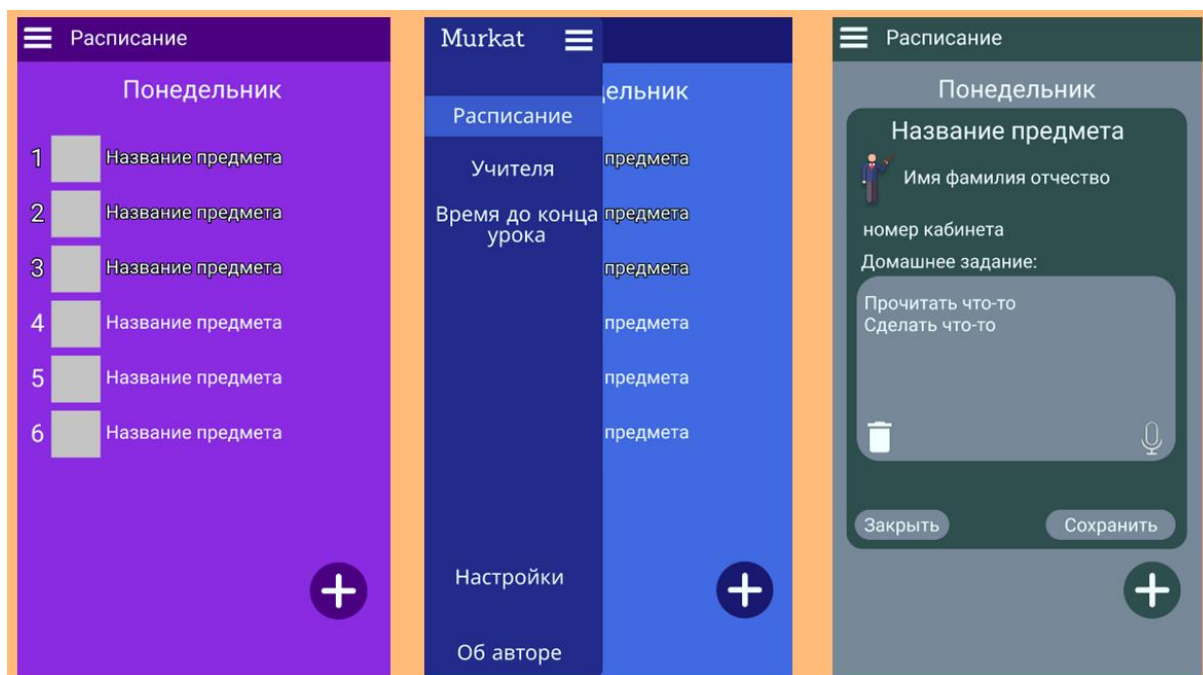 Расписание
Понедельник
1 Название предмета
2 Название предмета
3 Название предмета
4 Название предмета
5 Название предмета
6 Название предмета
Murkat
ельник
Расписание
предмета
Учителя
Время до конца
урока
предмета
предмета
предмета
предмета
предмета
Настройки
Об авторе
Расписание
Понедельник
Название предмета
Имя фамилия отчество
номер кабинета
Домашнее задание:
Прочитать что-то
Сделать что-то
Закрыть
Сохранить